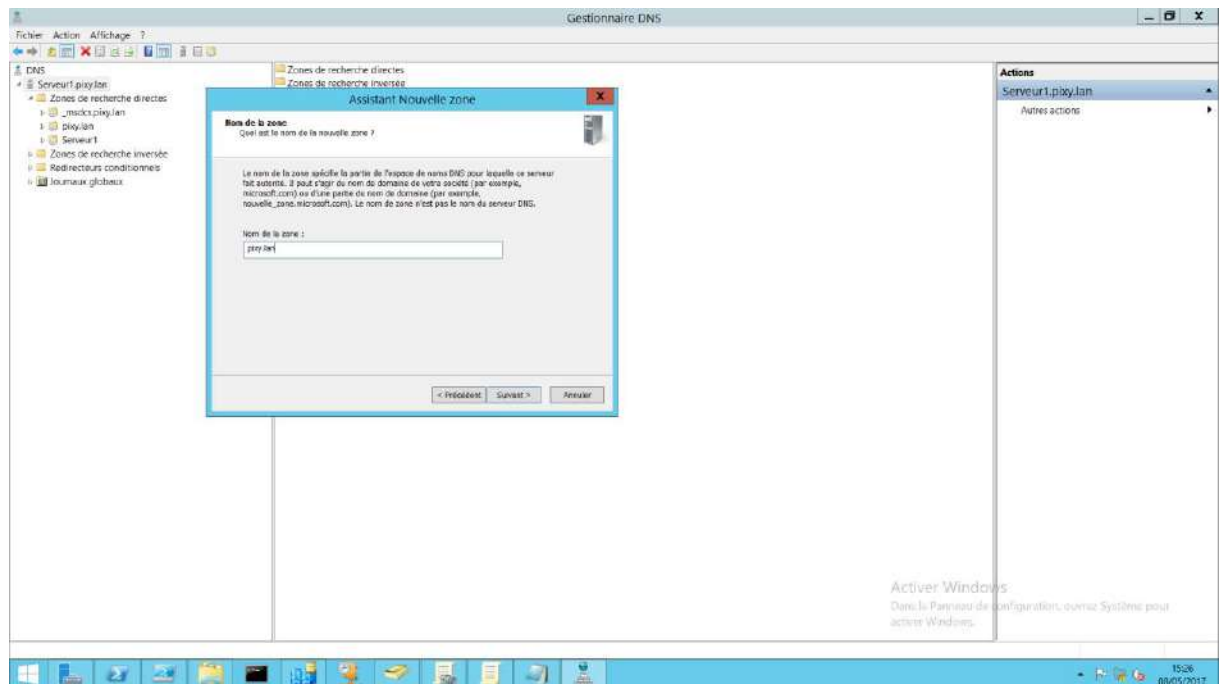 Gestionnaire DNS
Fichier Action Affichage ?
DNS
Serveur1.pixy.lan
Zones de recherche directes
_msdcs.pixy.lan
pixy.lan
Serveur1
Zones de recherche inversée
Redirecteurs conditionnels
Journaux globaux
Zones de recherche directes
Zones de recherche inversée
Assistant Nouvelle zone
Nom de la zone
Quel est le nom de la nouvelle zone ?
Le nom de la zone spécifie la partie de l'espace de noms DNS pour laquelle ce serveur
fait autorité. Il peut s'agir du nom de domaine de votre société (par exemple,
microsoft.com) ou d'une partie du nom de domaine (par exemple,
nouvelle_zone.microsoft.com). Le nom de zone n'est pas le nom du serveur DNS.
Nom de la zone :
pixy.lan
< Précédent
Suivant >
Annuler
Actions
Serveur1.pixy.lan
Autres actions
Activer Windows
Dans le Panneau de configuration, ouvrez Système pour
activer Windows.
15:26
08/05/2017